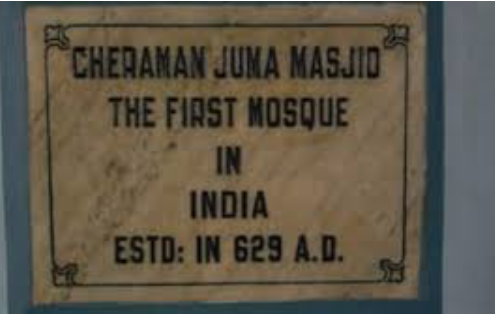 CHERAMAN JUMA MASJID
THE FIRST MOSQUE
IN
INDIA
ESTD: IN 629 A.D.